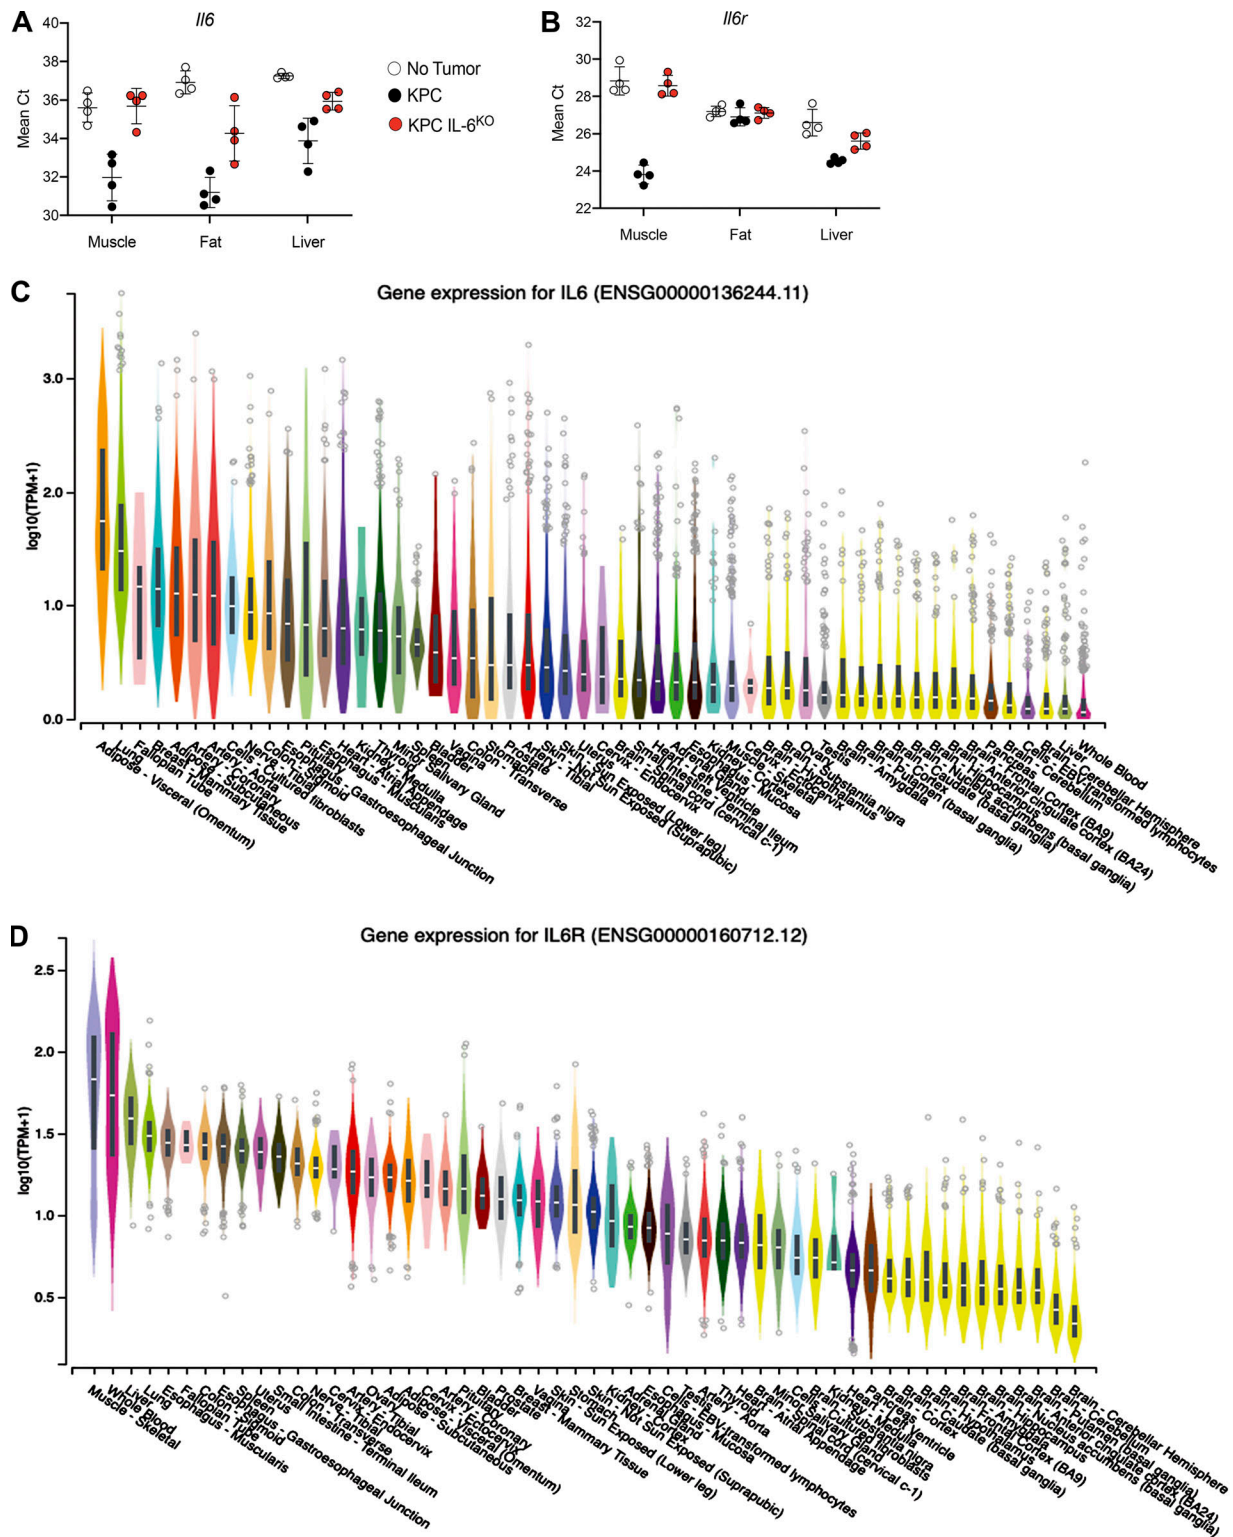 A
Il6
Mean Ct
40
38
36
34
32
30
Muscle
Fat
Liver
No Tumor
KPC
KPC IL-6KO
B
Il6r
Mean Ct
32
30
28
26
24
22
Muscle
Fat
Liver
C
Gene expression for IL6 (ENSG00000136244.11)
log10(TPM+1)
3.0
2.0
1.0
0.0
Adipose - Visceral (Omentum)
Lung
Fallopian Tube
Breast - Mammary Tissue
Adipose - Subcutaneous
Artery - Coronary
Artery - Aorta
Cells - Cultured fibroblasts
Nerve - Tibial
Colon - Sigmoid
Esophagus - Gastroesophageal Junction
Pituitary
Esophagus - Muscularis
Heart - Atrial Appendage
Kidney - Medulla
Thyroid
Minor Salivary Gland
Spleen
Bladder
Vagina
Colon - Transverse
Stomach
Prostate
Artery - Tibial
Skin - Not Sun Exposed (Suprapubic)
Skin - Sun Exposed (Lower leg)
Uterus
Cervix - Endocervix
Brain - Spinal cord (cervical c-1)
Small Intestine - Terminal Ileum
Heart - Left Ventricle
Adrenal Gland
Esophagus - Mucosa
Kidney - Cortex
Muscle - Skeletal
Cervix - Ectocervix
Brain - Hypothalamus
Brain - Substantia nigra
Ovary
Testis
Brain - Amygdala
Brain - Putamen (basal ganglia)
Brain - Cortex
Brain - Caudate (basal ganglia)
Brain - Hippocampus
Brain - Nucleus accumbens (basal ganglia)
Brain - Anterior cingulate cortex (BA24)
Brain - Frontal Cortex (BA9)
Pancreas
Brain - Cerebellum
Cells - EBV-transformed lymphocytes
Brain - Cerebellar Hemisphere
Liver
Whole Blood
D
Gene expression for IL6R (ENSG00000160712.12)
log10(TPM+1)
2.5
2.0
1.5
1.0
0.5
Muscle - Skeletal
Whole Blood
Liver
Lung
Esophagus - Muscularis
Fallopian Tube
Colon - Sigmoid
Esophagus - Gastroesophageal Junction
Spleen
Uterus
Small Intestine - Terminal Ileum
Colon - Transverse
Nerve - Tibial
Cervix - Endocervix
Artery - Tibial
Ovary
Adipose - Subcutaneous
Adipose - Visceral (Omentum)
Cervix - Ectocervix
Artery - Coronary
Pituitary
Bladder
Prostate
Breast - Mammary Tissue
Vagina
Skin - Sun Exposed (Lower leg)
Stomach
Skin - Not Sun Exposed (Suprapubic)
Kidney - Cortex
Adrenal Gland
Esophagus - Mucosa
Cells - EBV-transformed lymphocytes
Testis
Artery - Aorta
Thyroid
Heart - Atrial Appendage
Brain - Spinal cord (cervical c-1)
Minor Salivary Gland
Cells - Cultured fibroblasts
Brain - Substantia nigra
Kidney - Medulla
Heart - Left Ventricle
Pancreas
Brain - Cortex
Brain - Caudate (basal ganglia)
Brain - Hypothalamus
Brain - Frontal Cortex (BA9)
Brain - Amygdala
Brain - Hippocampus
Brain - Nucleus accumbens (basal ganglia)
Brain - Anterior cingulate cortex (BA24)
Brain - Putamen (basal ganglia)
Brain - Cerebellum
Brain - Cerebellar Hemisphere